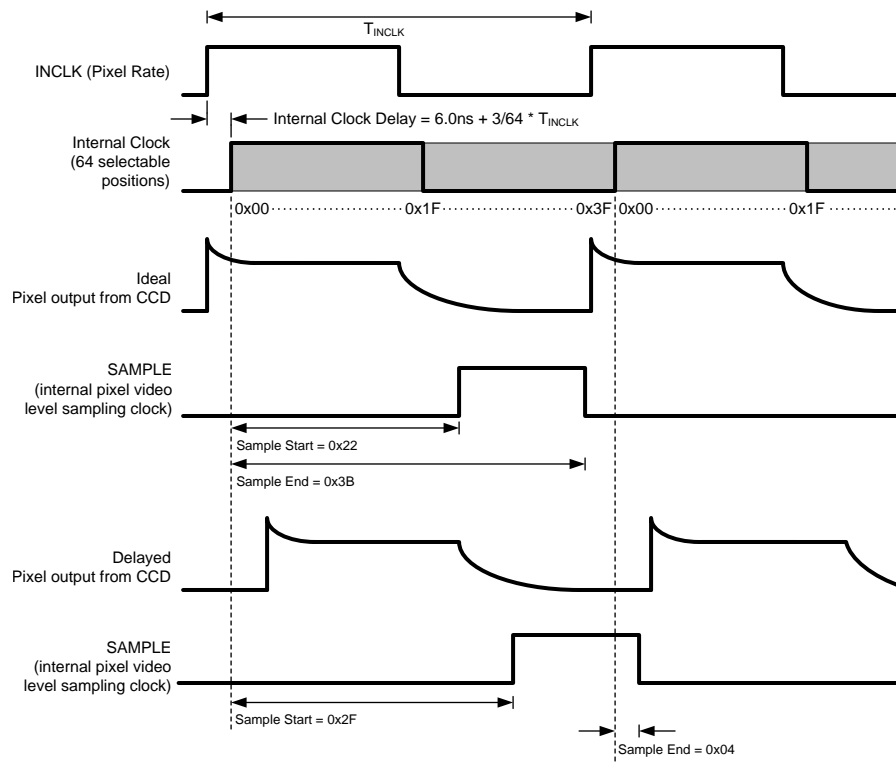 T_INCLK
INCLK (Pixel Rate)
Internal Clock Delay = 6.0ns + 3/64 * T_INCLK
Internal Clock
(64 selectable
positions)
0x00 0x1F 0x3F 0x00 0x1F
Ideal
Pixel output from CCD
SAMPLE
(internal pixel video
level sampling clock)
Sample Start = 0x22
Sample End = 0x3B
Delayed
Pixel output from CCD
SAMPLE
(internal pixel video
level sampling clock)
Sample Start = 0x2F
Sample End = 0x04